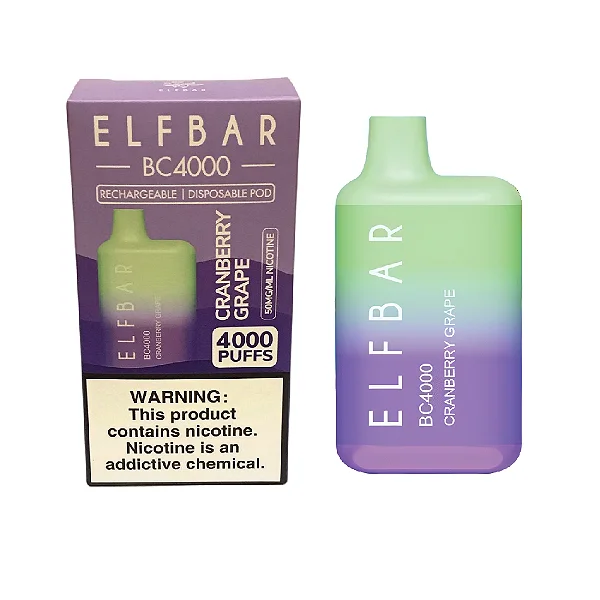 ELFBAR
ELFBAR
BC4000
RECHARGEABLE | DISPOSABLE POD
ELFBAR
BC4000
CRANBERRY GRAPE
CRANBERRY
GRAPE
50MG/ML NICOTINE
4000
PUFFS
WARNING:
This product
contains nicotine.
Nicotine is an
addictive chemical.
ELFBAR
BC4000
CRANBERRY GRAPE